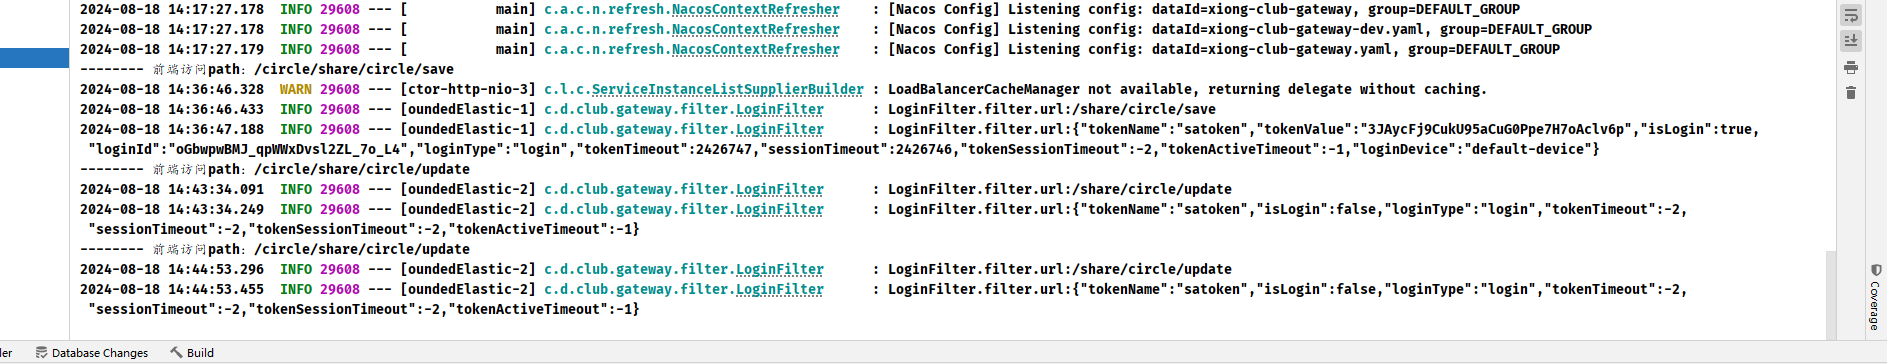 2024-08-18 14:17:27.178  INFO 29608 --- [           main] c.a.c.n.refresh.NacosContextRefresher    : [Nacos Config] Listening config: dataId=xiong-club-gateway, group=DEFAULT_GROUP
2024-08-18 14:17:27.178  INFO 29608 --- [           main] c.a.c.n.refresh.NacosContextRefresher    : [Nacos Config] Listening config: dataId=xiong-club-gateway-dev.yaml, group=DEFAULT_GROUP
2024-08-18 14:17:27.179  INFO 29608 --- [           main] c.a.c.n.refresh.NacosContextRefresher    : [Nacos Config] Listening config: dataId=xiong-club-gateway.yaml, group=DEFAULT_GROUP
-------- 前端访问path: /circle/share/circle/save
2024-08-18 14:36:46.328  WARN 29608 --- [ctor-http-nio-3] c.l.c.ServiceInstanceListSupplierBuilder : LoadBalancerCacheManager not available, returning delegate without caching.
2024-08-18 14:36:46.433  INFO 29608 --- [oundedElastic-1] c.d.club.gateway.filter.LoginFilter      : LoginFilter.filter.url:/share/circle/save
2024-08-18 14:36:47.188  INFO 29608 --- [oundedElastic-1] c.d.club.gateway.filter.LoginFilter      : LoginFilter.filter.url:{"tokenName":"satoken","tokenValue":"3JAycFj9CukU95aCuG0Ppe7H7oAclv6p","isLogin":true,
"loginId":"oGbwpwBMJ_qpWWxDvsl2ZL_7o_L4","loginType":"login","tokenTimeout":2426747,"sessionTimeout":2426746,"tokenSessionTimeout":-2,"tokenActiveTimeout":-1,"loginDevice":"default-device"}
-------- 前端访问path: /circle/share/circle/update
2024-08-18 14:43:34.091  INFO 29608 --- [oundedElastic-2] c.d.club.gateway.filter.LoginFilter      : LoginFilter.filter.url:/share/circle/update
2024-08-18 14:43:34.249  INFO 29608 --- [oundedElastic-2] c.d.club.gateway.filter.LoginFilter      : LoginFilter.filter.url:{"tokenName":"satoken","isLogin":false,"loginType":"login","tokenTimeout":-2,
"sessionTimeout":-2,"tokenSessionTimeout":-2,"tokenActiveTimeout":-1}
-------- 前端访问path: /circle/share/circle/update
2024-08-18 14:44:53.296  INFO 29608 --- [oundedElastic-2] c.d.club.gateway.filter.LoginFilter      : LoginFilter.filter.url:/share/circle/update
2024-08-18 14:44:53.455  INFO 29608 --- [oundedElastic-2] c.d.club.gateway.filter.LoginFilter      : LoginFilter.filter.url:{"tokenName":"satoken","isLogin":false,"loginType":"login","tokenTimeout":-2,
"sessionTimeout":-2,"tokenSessionTimeout":-2,"tokenActiveTimeout":-1}
Coverage
ler Database Changes Build